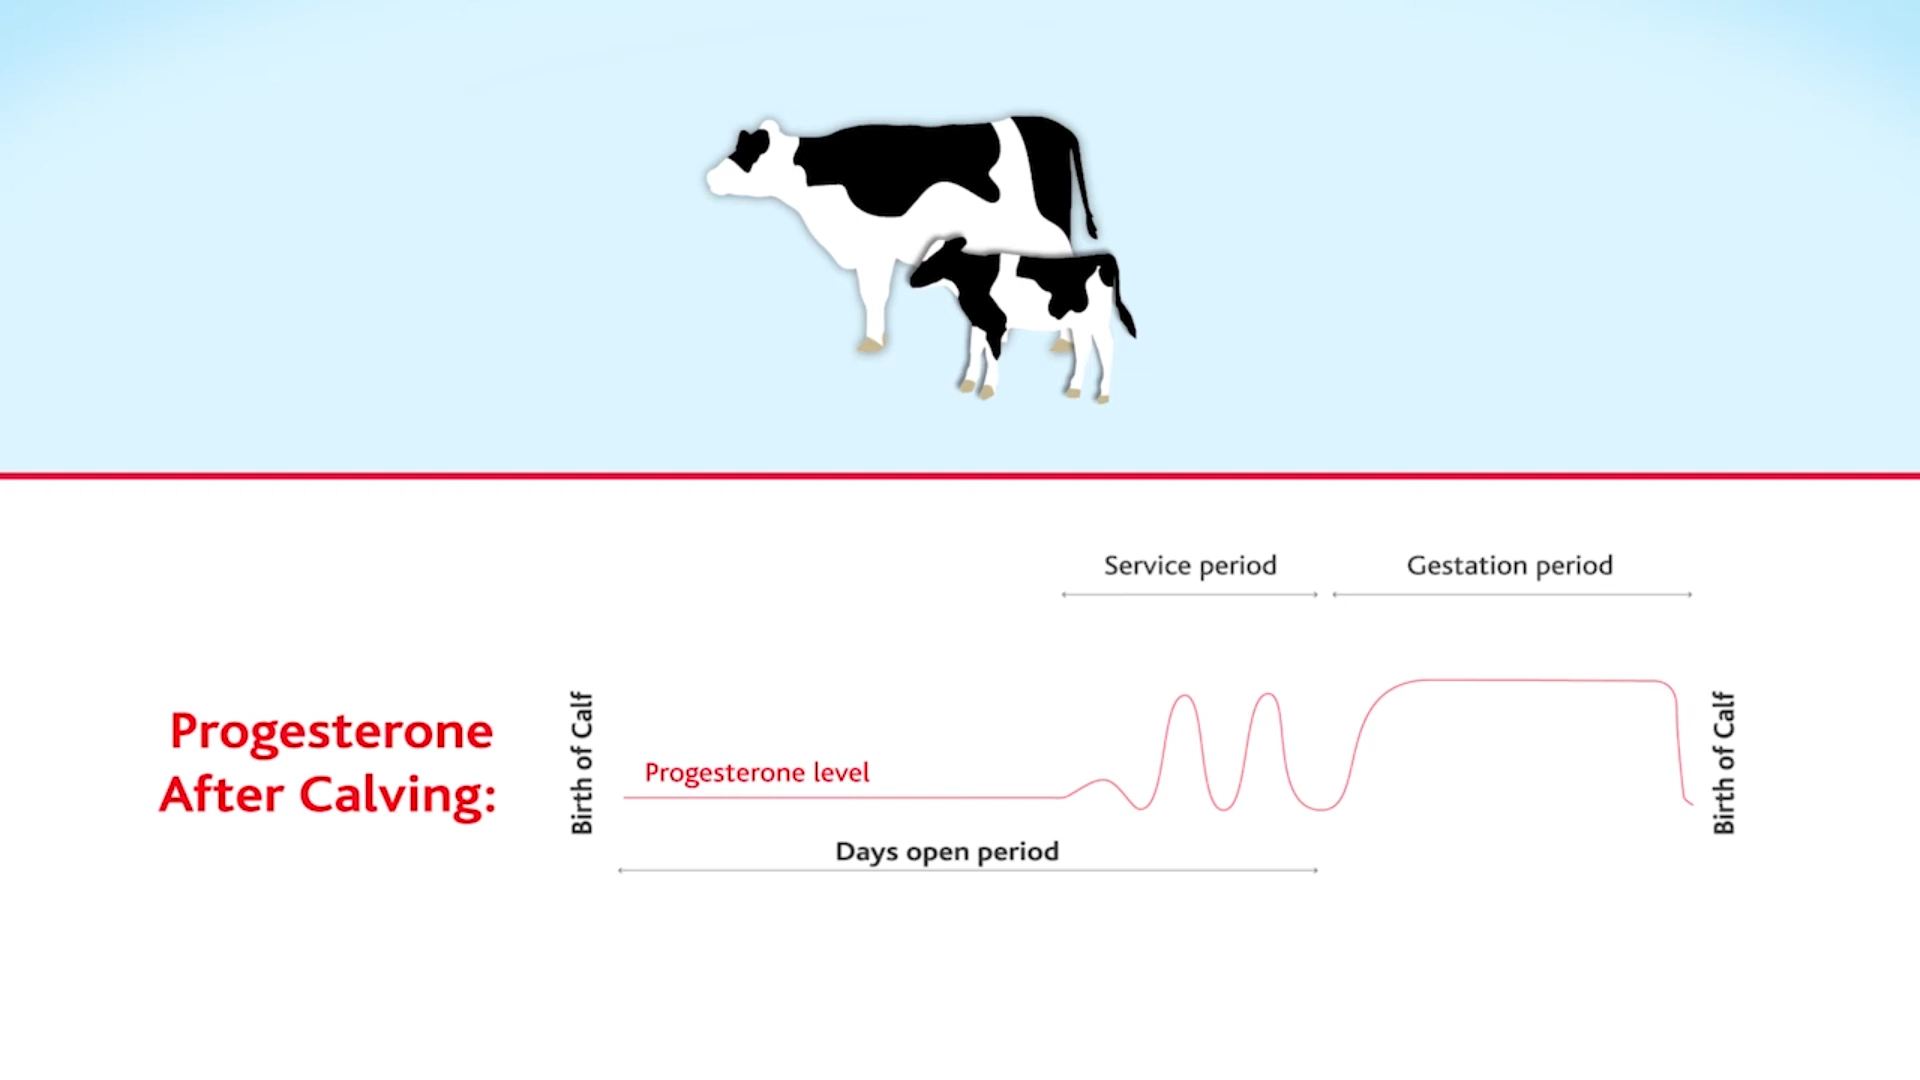 Service period
Gestation period
Progesterone
After Calving:
Birth of Calf
Progesterone level
Birth of Calf
Days open period